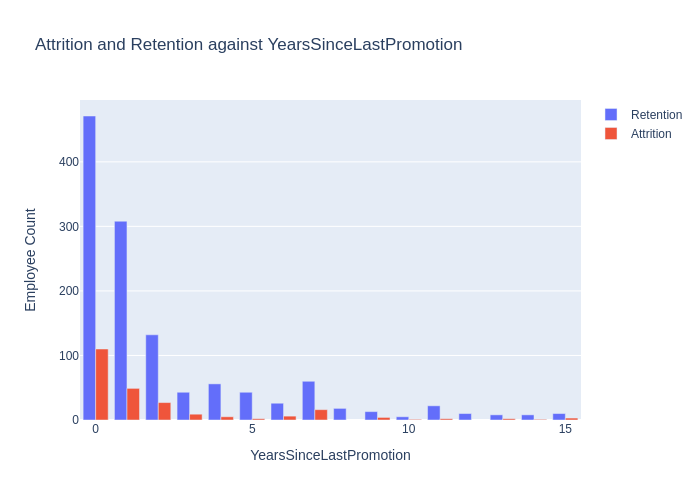 Attrition and Retention against YearsSinceLastPromotion
Retention
Attrition
Employee Count
400
300
200
100
0
0
5
10
15
YearsSinceLastPromotion